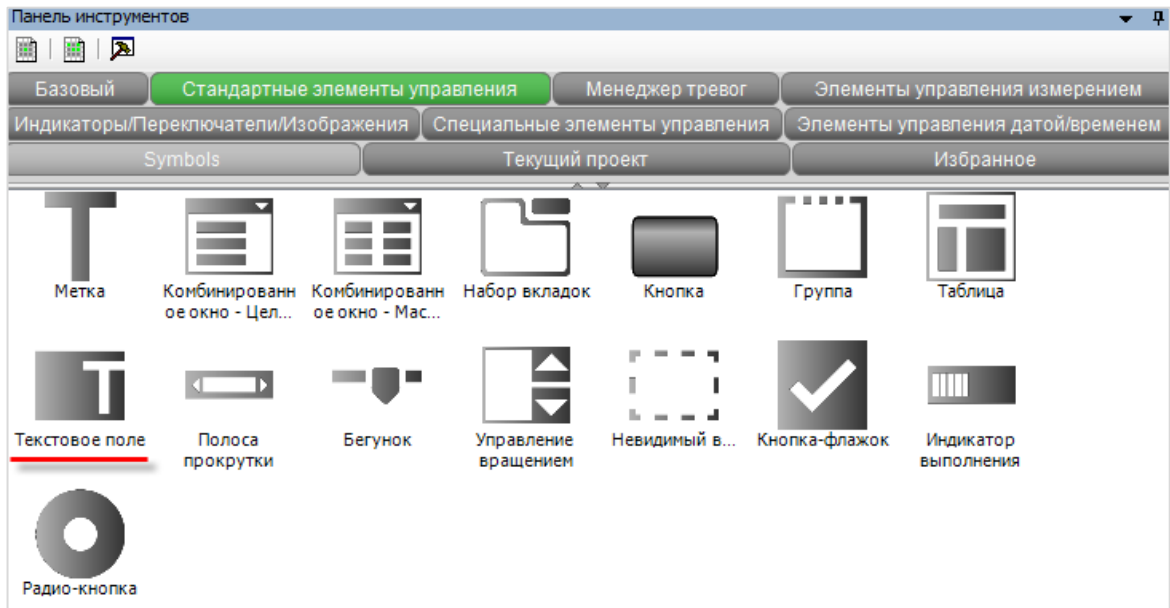 Панель инструментов
Базовый Стандартные элементы управления Менеджер тревог Элементы управления измерением
Индикаторы/Переключатели/Изображения Специальные элементы управления Элементы управления датой/временем
Symbols Текущий проект Избранное
Метка Комбинированн Комбинированн Набор вкладок Кнопка Группа Таблица
ое окно - Цел... ое окно - Мас...
Текстовое поле Полоса Бегунок Управление Невидимый в... Кнопка-флажок Индикатор
прокрутки вращением выполнения
Радио-кнопка